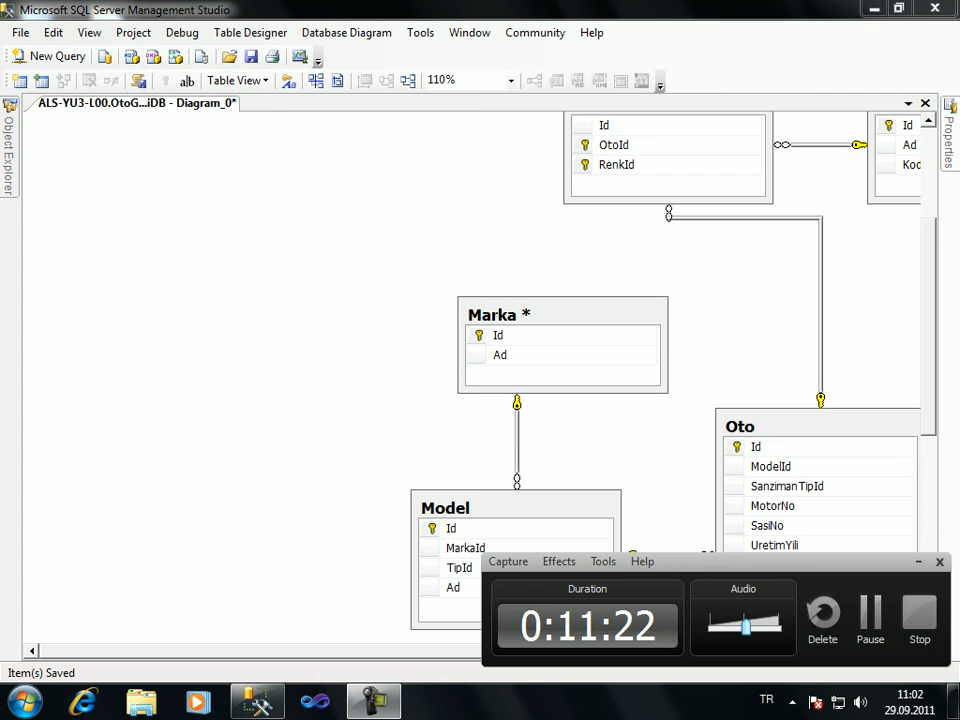 Microsoft SQL Server Management Studio
File Edit View Project Debug Table Designer Database Diagram Tools Window Community Help
New Query
Table View 110%
ALS-YU3-L00.OtoG...iDB - Diagram_0*
Object Explorer
Properties
Id
OtoId
RenkId
Id
Ad
Kod
Marka *
Id
Ad
Oto
Id
ModelId
SanzimanTipId
MotorNo
SasiNo
UretimYili
Model
Id
MarkaId
TipId
Ad
Capture Effects Tools Help
Duration
0:11:22
Audio
Delete
Pause
Stop
Item(s) Saved
TR
11:02
29.09.2011